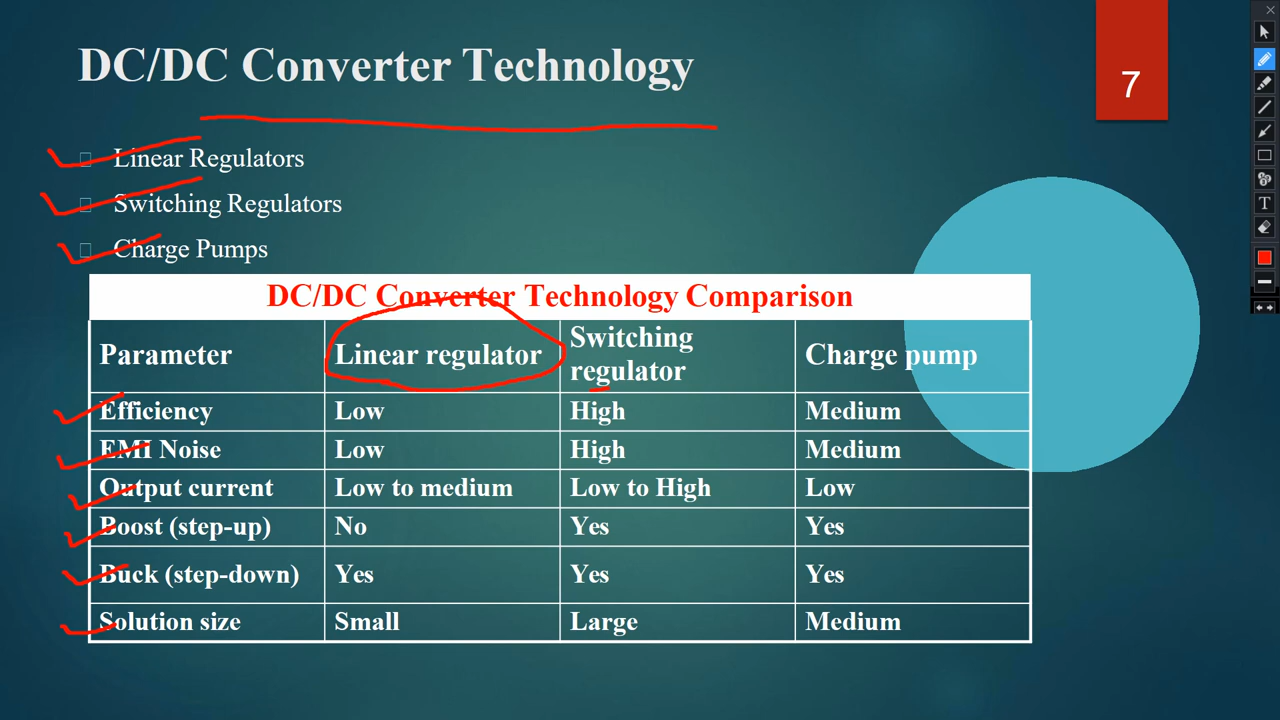 DC/DC Converter Technology
7
Linear Regulators
Switching Regulators
Charge Pumps
DC/DC Converter Technology Comparison
Parameter Linear regulator Switching regulator Charge pump
Efficiency Low High Medium
EMI Noise Low High Medium
Output current Low to medium Low to High Low
Boost (step-up) No Yes Yes
Buck (step-down) Yes Yes Yes
Solution size Small Large Medium